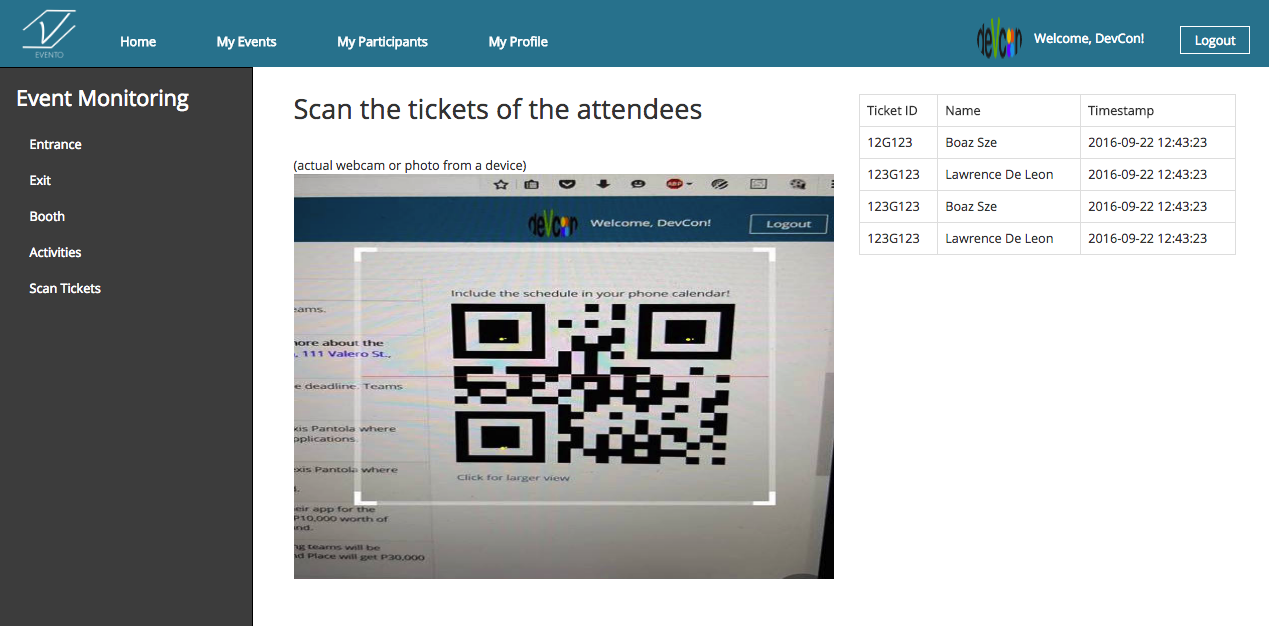 EVENTO
Home
My Events
My Participants
My Profile
devcon
Welcome, DevCon!
Logout
Event Monitoring
Entrance
Exit
Booth
Activities
Scan Tickets
Scan the tickets of the attendees
(actual webcam or photo from a device)
ABP
devcon
Welcome, DevCon!
Logout
Include the schedule in your phone calendar!
eams.
more about the
, 111 Valero St.,
e deadline. Teams
xis Pantola where
pplications.
xis Pantola where
eir app for the
P10,000 worth of
nd.
ng teams will be
nd Place will get P30,000
Click for larger view
Ticket ID Name Timestamp
12G123 Boaz Sze 2016-09-22 12:43:23
123G123 Lawrence De Leon 2016-09-22 12:43:23
123G123 Boaz Sze 2016-09-22 12:43:23
123G123 Lawrence De Leon 2016-09-22 12:43:23